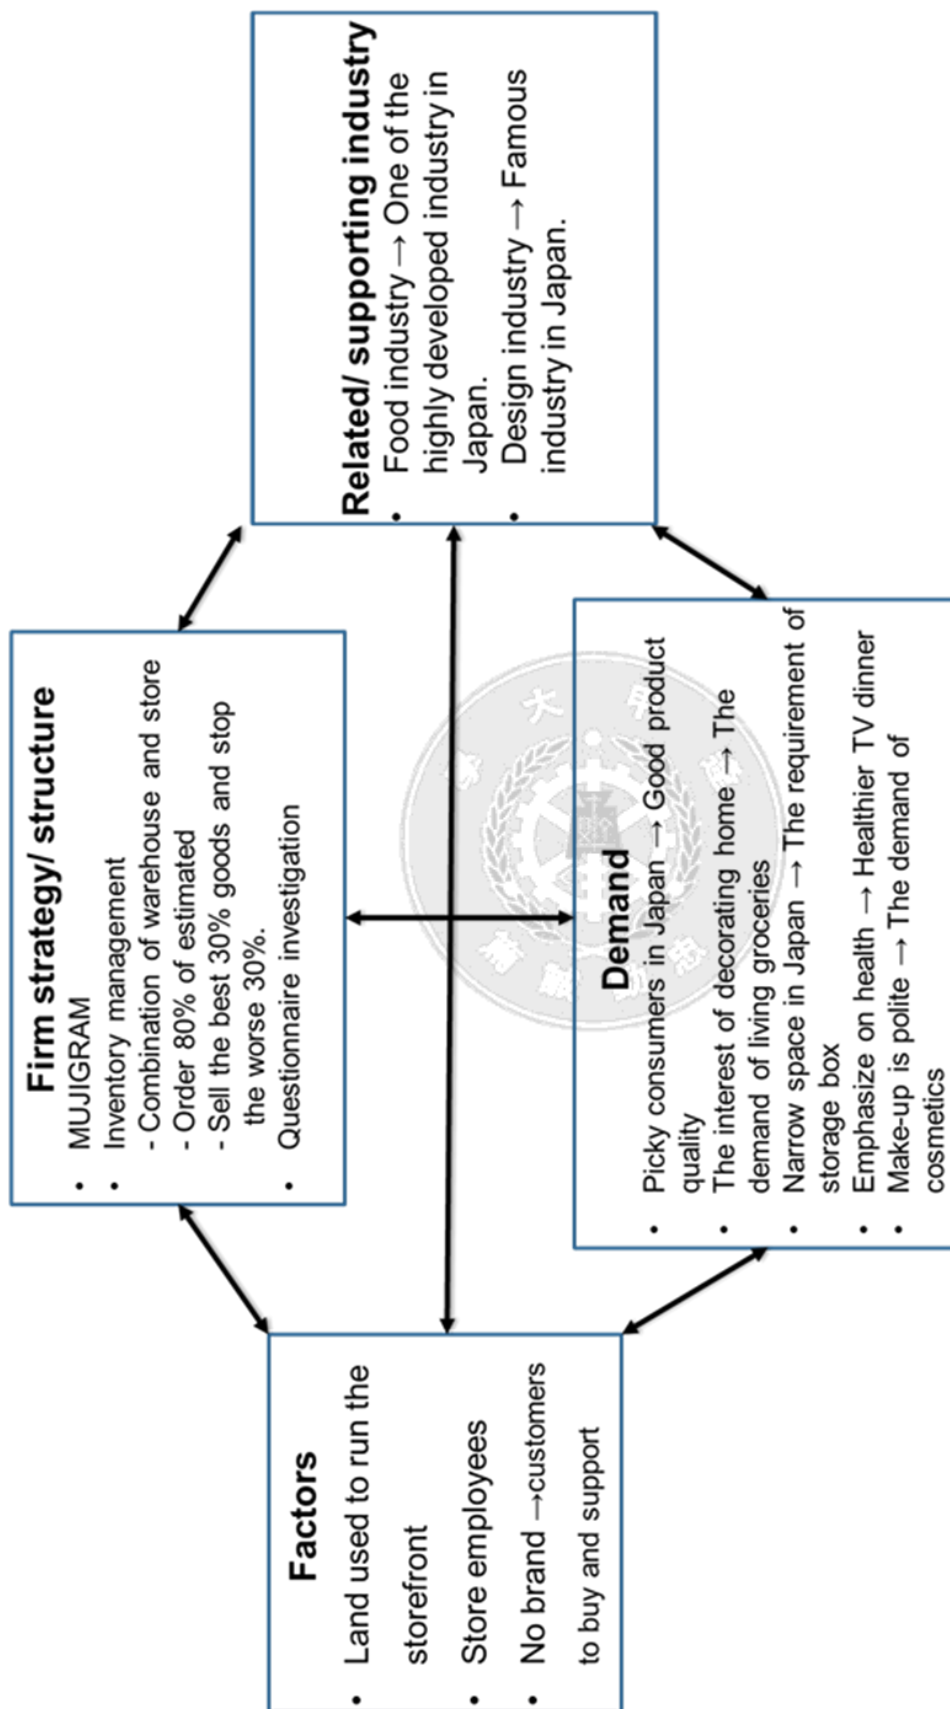 Firm strategy/ structure
• MUJIGRAM
• Inventory management
- Combination of warehouse and store
- Order 80% of estimated
- Sell the best 30% goods and stop
the worse 30%.
• Questionnaire investigation
Factors
• Land used to run the
storefront
• Store employees
• No brand →customers
to buy and support
Related/ supporting industry
• Food industry → One of the
highly developed industry in
Japan.
• Design industry → Famous
industry in Japan.
Demand
• Picky consumers in Japan → Good product
quality
• The interest of decorating home → The
demand of living groceries
• Narrow space in Japan → The requirement of
storage box
• Emphasize on health → Healthier TV dinner
• Make-up is polite → The demand of
cosmetics
大
甲
忠